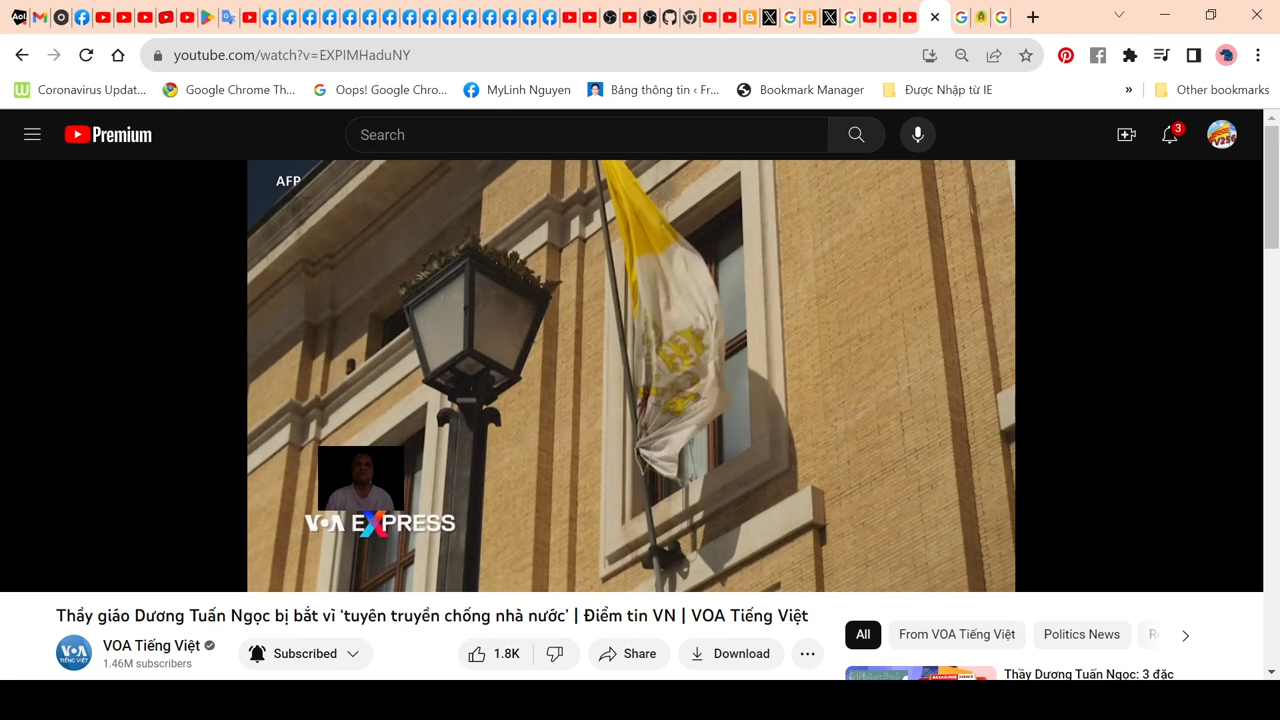 youtube.com/watch?v=EXPIMHaduNY
Coronavirus Updat... Google Chrome Th... Oops! Google Chro... MyLinh Nguyen Bảng thông tin ‹ Fr... Bookmark Manager Được Nhập từ IE » Other bookmarks
Premium Search 3
AFP
VOA EXPRESS
Thầy giáo Dương Tuấn Ngọc bị bắt vì ‘tuyên truyền chống nhà nước’ | Điểm tin VN | VOA Tiếng Việt
VOA Tiếng Việt
1.46M subscribers
Subscribed 1.8K Share Download
All From VOA Tiếng Việt Politics News
BREAKING NEWS
Thầy Dương Tuấn Ngọc: 3 đặc